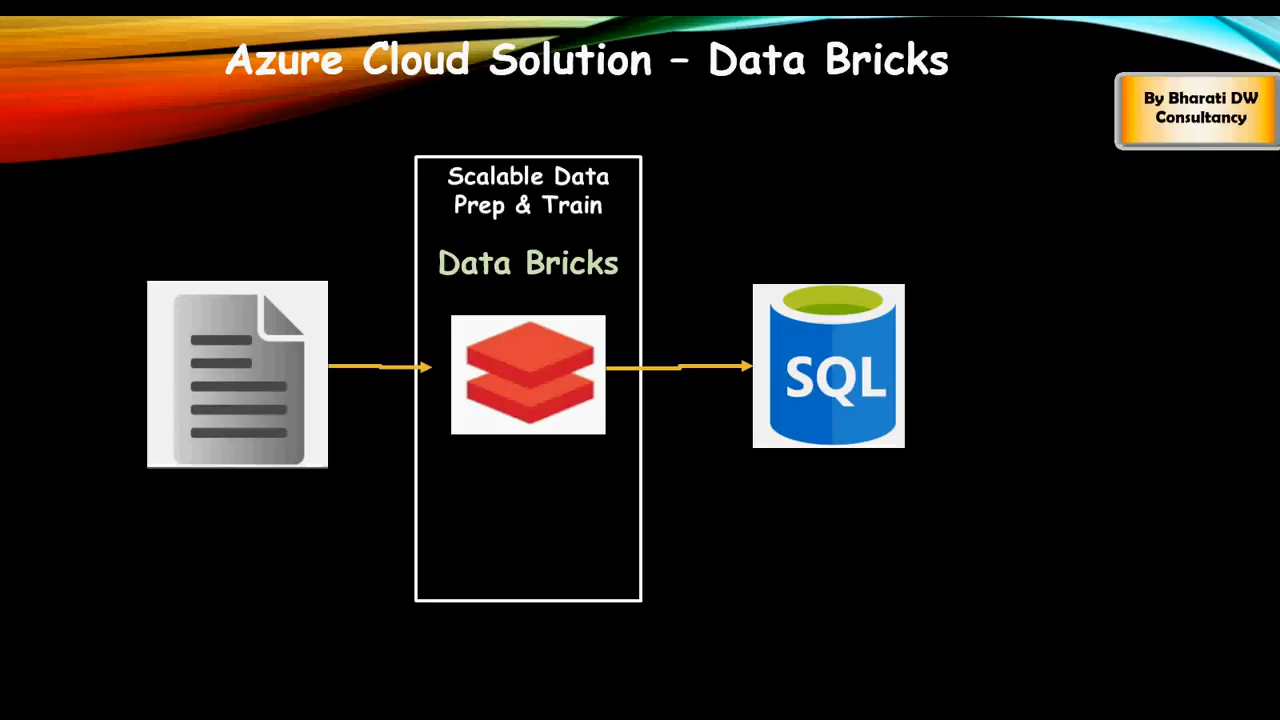 Azure Cloud Solution – Data Bricks
By Bharati DW
Consultancy
Scalable Data
Prep & Train
Data Bricks
SQL